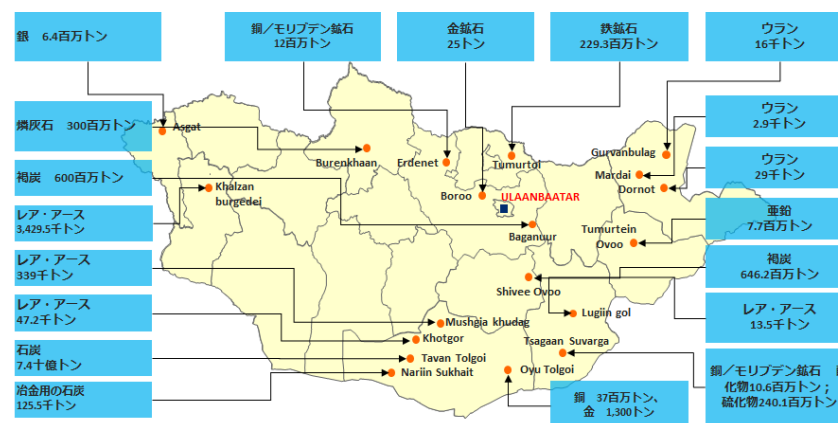 銀　6.4百万トン
銅／モリブデン鉱石
12百万トン
金鉱石
25トン
鉄鉱石
229.3百万トン
ウラン
16千トン
燐灰石　300百万トン
褐炭　600百万トン
レア・アース
3,429.5千トン
レア・アース
339千トン
レア・アース
47.2千トン
石炭
7.4十億トン
冶金用の石炭
125.5千トン
Asgat
Burenkhaan
Erdenet
Tumurtol
Gurvanbulag
Mardai
Dornot
Khalzan
burgedei
Boroo
ULAANBAATAR
Baganuur
Tumurtein
Ovoo
Shivee Ovoo
Lugiin gol
Mushgia khudag
Khotgor
Tsagaan Suvarga
Tavan Tolgoi
Nariin Sukhait
Oyu Tolgoi
ウラン
2.9千トン
ウラン
29千トン
亜鉛
7.7百万トン
褐炭
646.2百万トン
レア・アース
13.5千トン
銅／モリブデン鉱石
化物10.6百万トン；
硫化物240.1百万トン
銅　37百万トン、
金　1,300トン